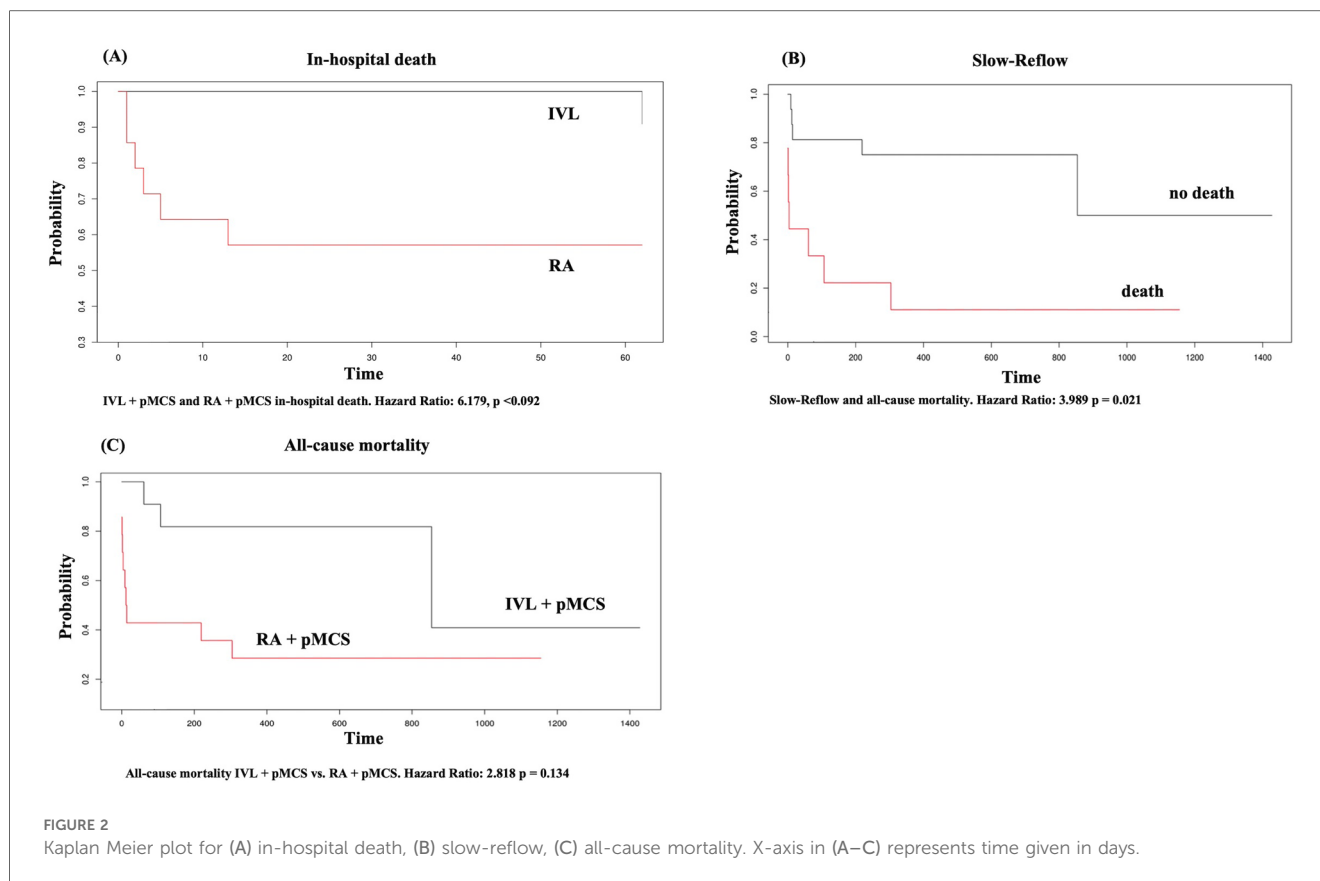 (A)
In-hospital death
Probability
1.0
0.9
0.8
0.7
0.6
0.5
0.4
0.3
IVL
RA
0 10 20 30 40 50 60
Time
IVL + pMCS and RA + pMCS in-hospital death. Hazard Ratio: 6.179, p <0.092
(B)
Slow-Reflow
Probability
1.0
0.8
0.6
0.4
0.2
0.0
no death
death
0 200 400 600 800 1000 1200 1400
Time
Slow-Reflow and all-cause mortality. Hazard Ratio: 3.989 p = 0.021
(C)
All-cause mortality
Probability
1.0
0.8
0.6
0.4
0.2
IVL + pMCS
RA + pMCS
0 200 400 600 800 1000 1200 1400
Time
All-cause mortality IVL + pMCS vs. RA + pMCS. Hazard Ratio: 2.818 p = 0.134
FIGURE 2
Kaplan Meier plot for (A) in-hospital death, (B) slow-reflow, (C) all-cause mortality. X-axis in (A–C) represents time given in days.